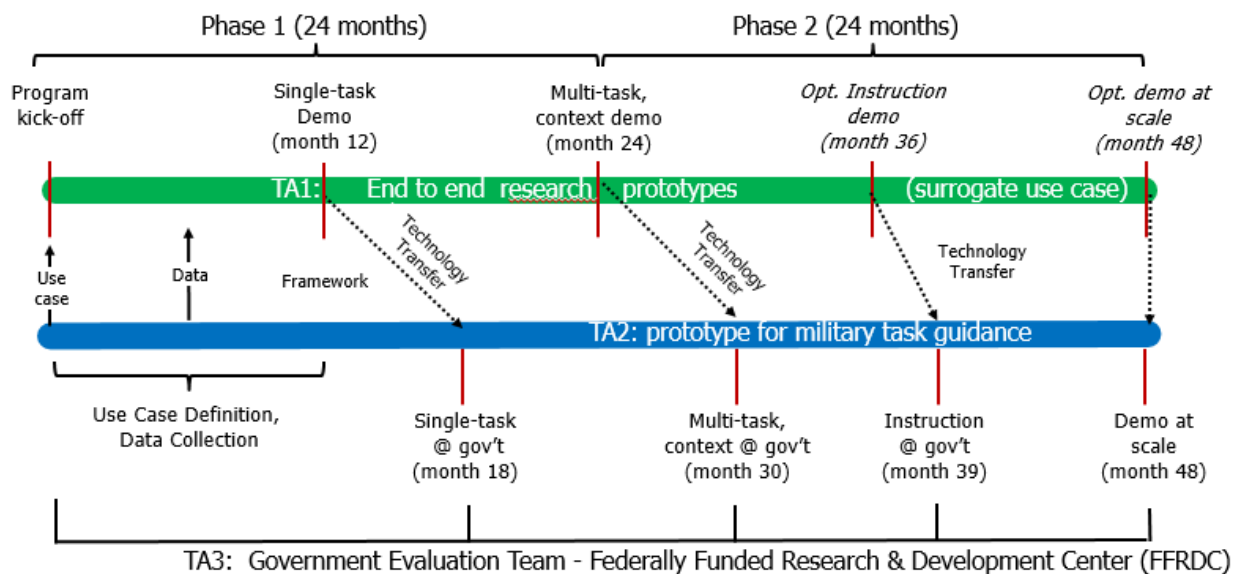 Phase 1 (24 months)
Phase 2 (24 months)
Program
kick-off
Single-task
Demo
(month 12)
Multi-task,
context demo
(month 24)
Opt. Instruction
demo
(month 36)
Opt. demo at
scale
(month 48)
TA1: End to end research prototypes (surrogate use case)
Use
case
Data
Framework
Technology
Transfer
Technology
Transfer
Technology
Transfer
TA2: prototype for military task guidance
Use Case Definition,
Data Collection
Single-task
@ gov't
(month 18)
Multi-task,
context @ gov't
(month 30)
Instruction
@ gov't
(month 39)
Demo at
scale
(month 48)
TA3: Government Evaluation Team - Federally Funded Research & Development Center (FFRDC)